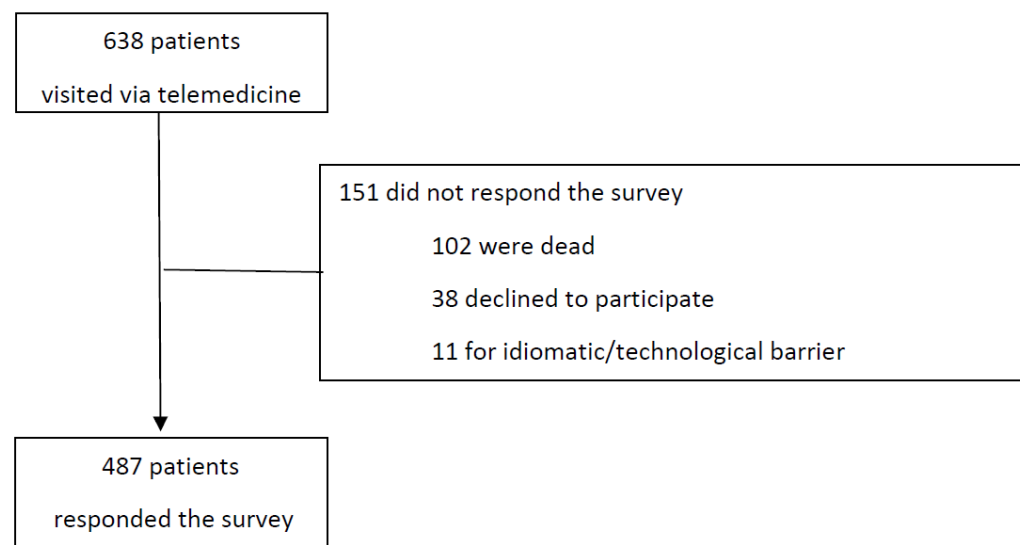 638 patients
visited via telemedicine
151 did not respond the survey
102 were dead
38 declined to participate
11 for idiomatic/technological barrier
487 patients
responded the survey